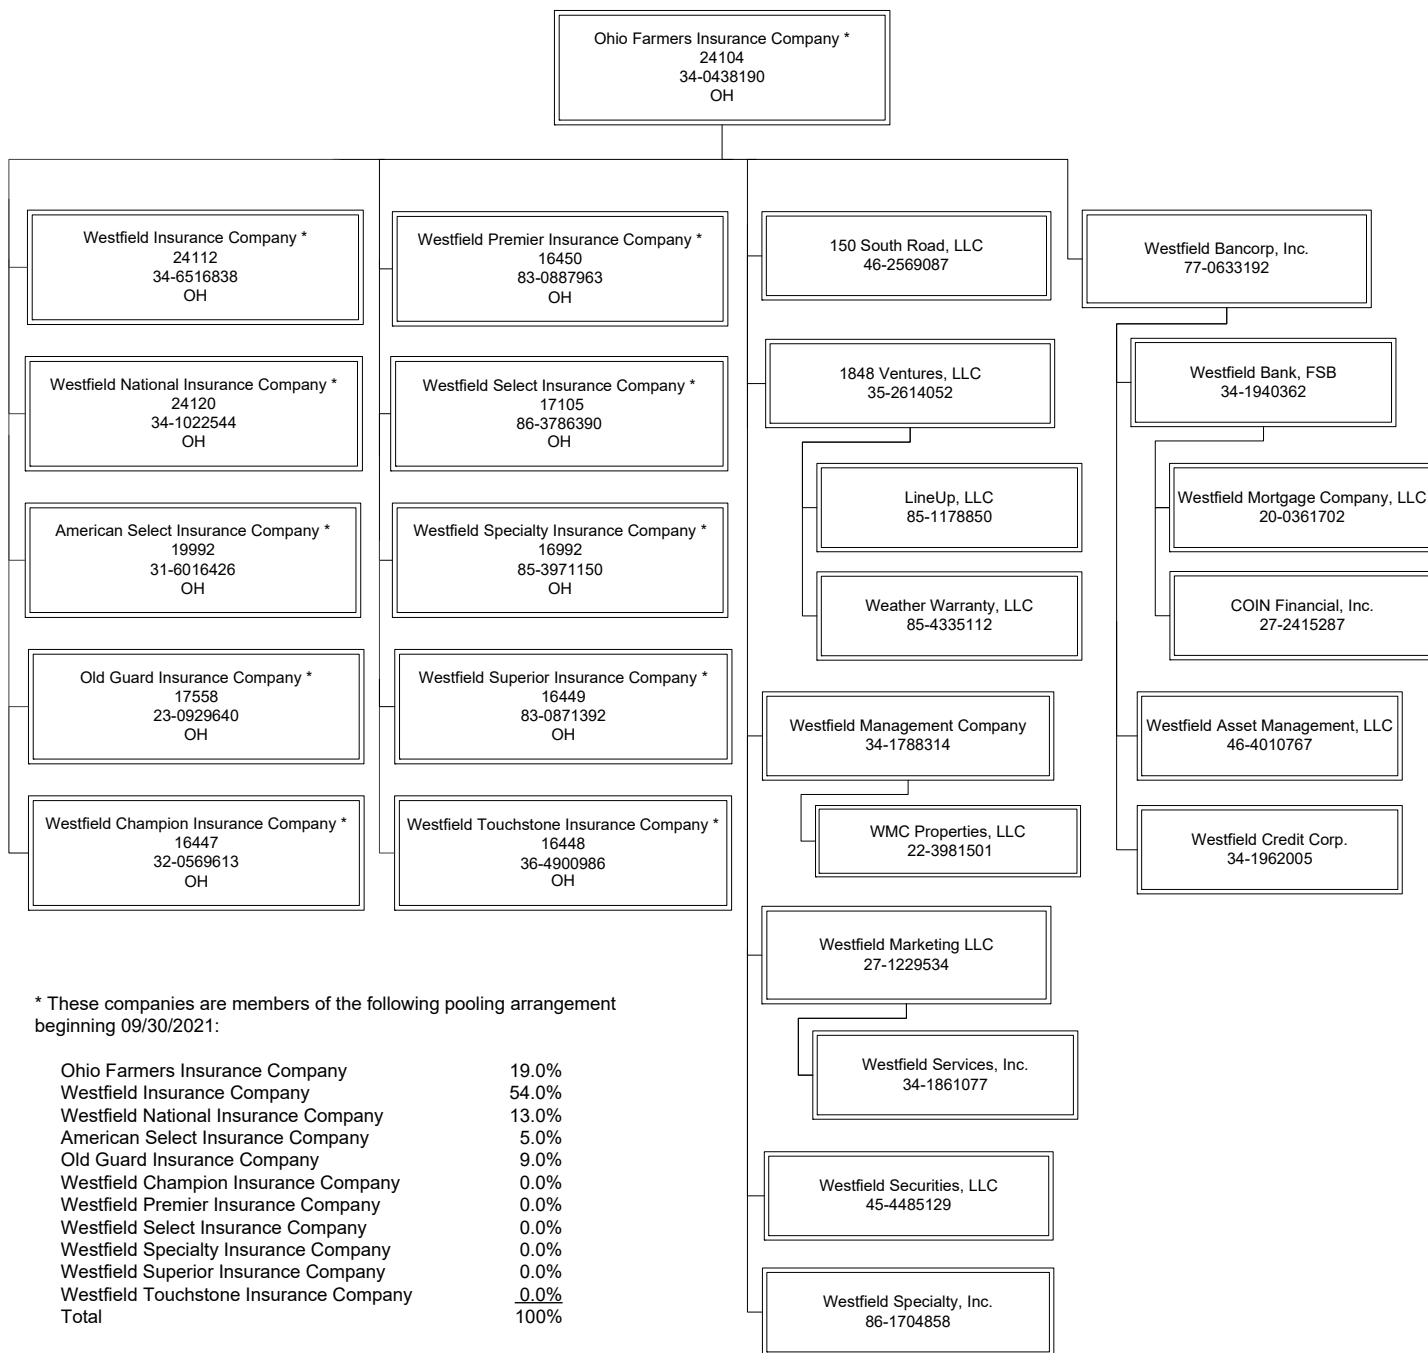 Ohio Farmers Insurance Company *
24104
34-0438190
OH
Westfield Insurance Company *
24112
34-6516838
OH
Westfield National Insurance Company *
24120
34-1022544
OH
American Select Insurance Company *
19992
31-6016426
OH
Old Guard Insurance Company *
17558
23-0929640
OH
Westfield Champion Insurance Company *
16447
32-0569613
OH
Westfield Premier Insurance Company *
16450
83-0887963
OH
Westfield Select Insurance Company *
17105
86-3786390
OH
Westfield Specialty Insurance Company *
16992
85-3971150
OH
Westfield Superior Insurance Company *
16449
83-0871392
OH
Westfield Touchstone Insurance Company *
16448
36-4900986
OH
150 South Road, LLC
46-2569087
1848 Ventures, LLC
35-2614052
LineUp, LLC
85-1178850
Weather Warranty, LLC
85-4335112
Westfield Management Company
34-1788314
WMC Properties, LLC
22-3981501
Westfield Marketing LLC
27-1229534
Westfield Services, Inc.
34-1861077
Westfield Securities, LLC
45-4485129
Westfield Specialty, Inc.
86-1704858
Westfield Bancorp, Inc.
77-0633192
Westfield Bank, FSB
34-1940362
Westfield Mortgage Company, LLC
20-0361702
COIN Financial, Inc.
27-2415287
Westfield Asset Management, LLC
46-4010767
Westfield Credit Corp.
34-1962005
* These companies are members of the following pooling arrangement
beginning 09/30/2021:
Ohio Farmers Insurance Company 19.0%
Westfield Insurance Company 54.0%
Westfield National Insurance Company 13.0%
American Select Insurance Company 5.0%
Old Guard Insurance Company 9.0%
Westfield Champion Insurance Company 0.0%
Westfield Premier Insurance Company 0.0%
Westfield Select Insurance Company 0.0%
Westfield Specialty Insurance Company 0.0%
Westfield Superior Insurance Company 0.0%
Westfield Touchstone Insurance Company 0.0%
Total 100%